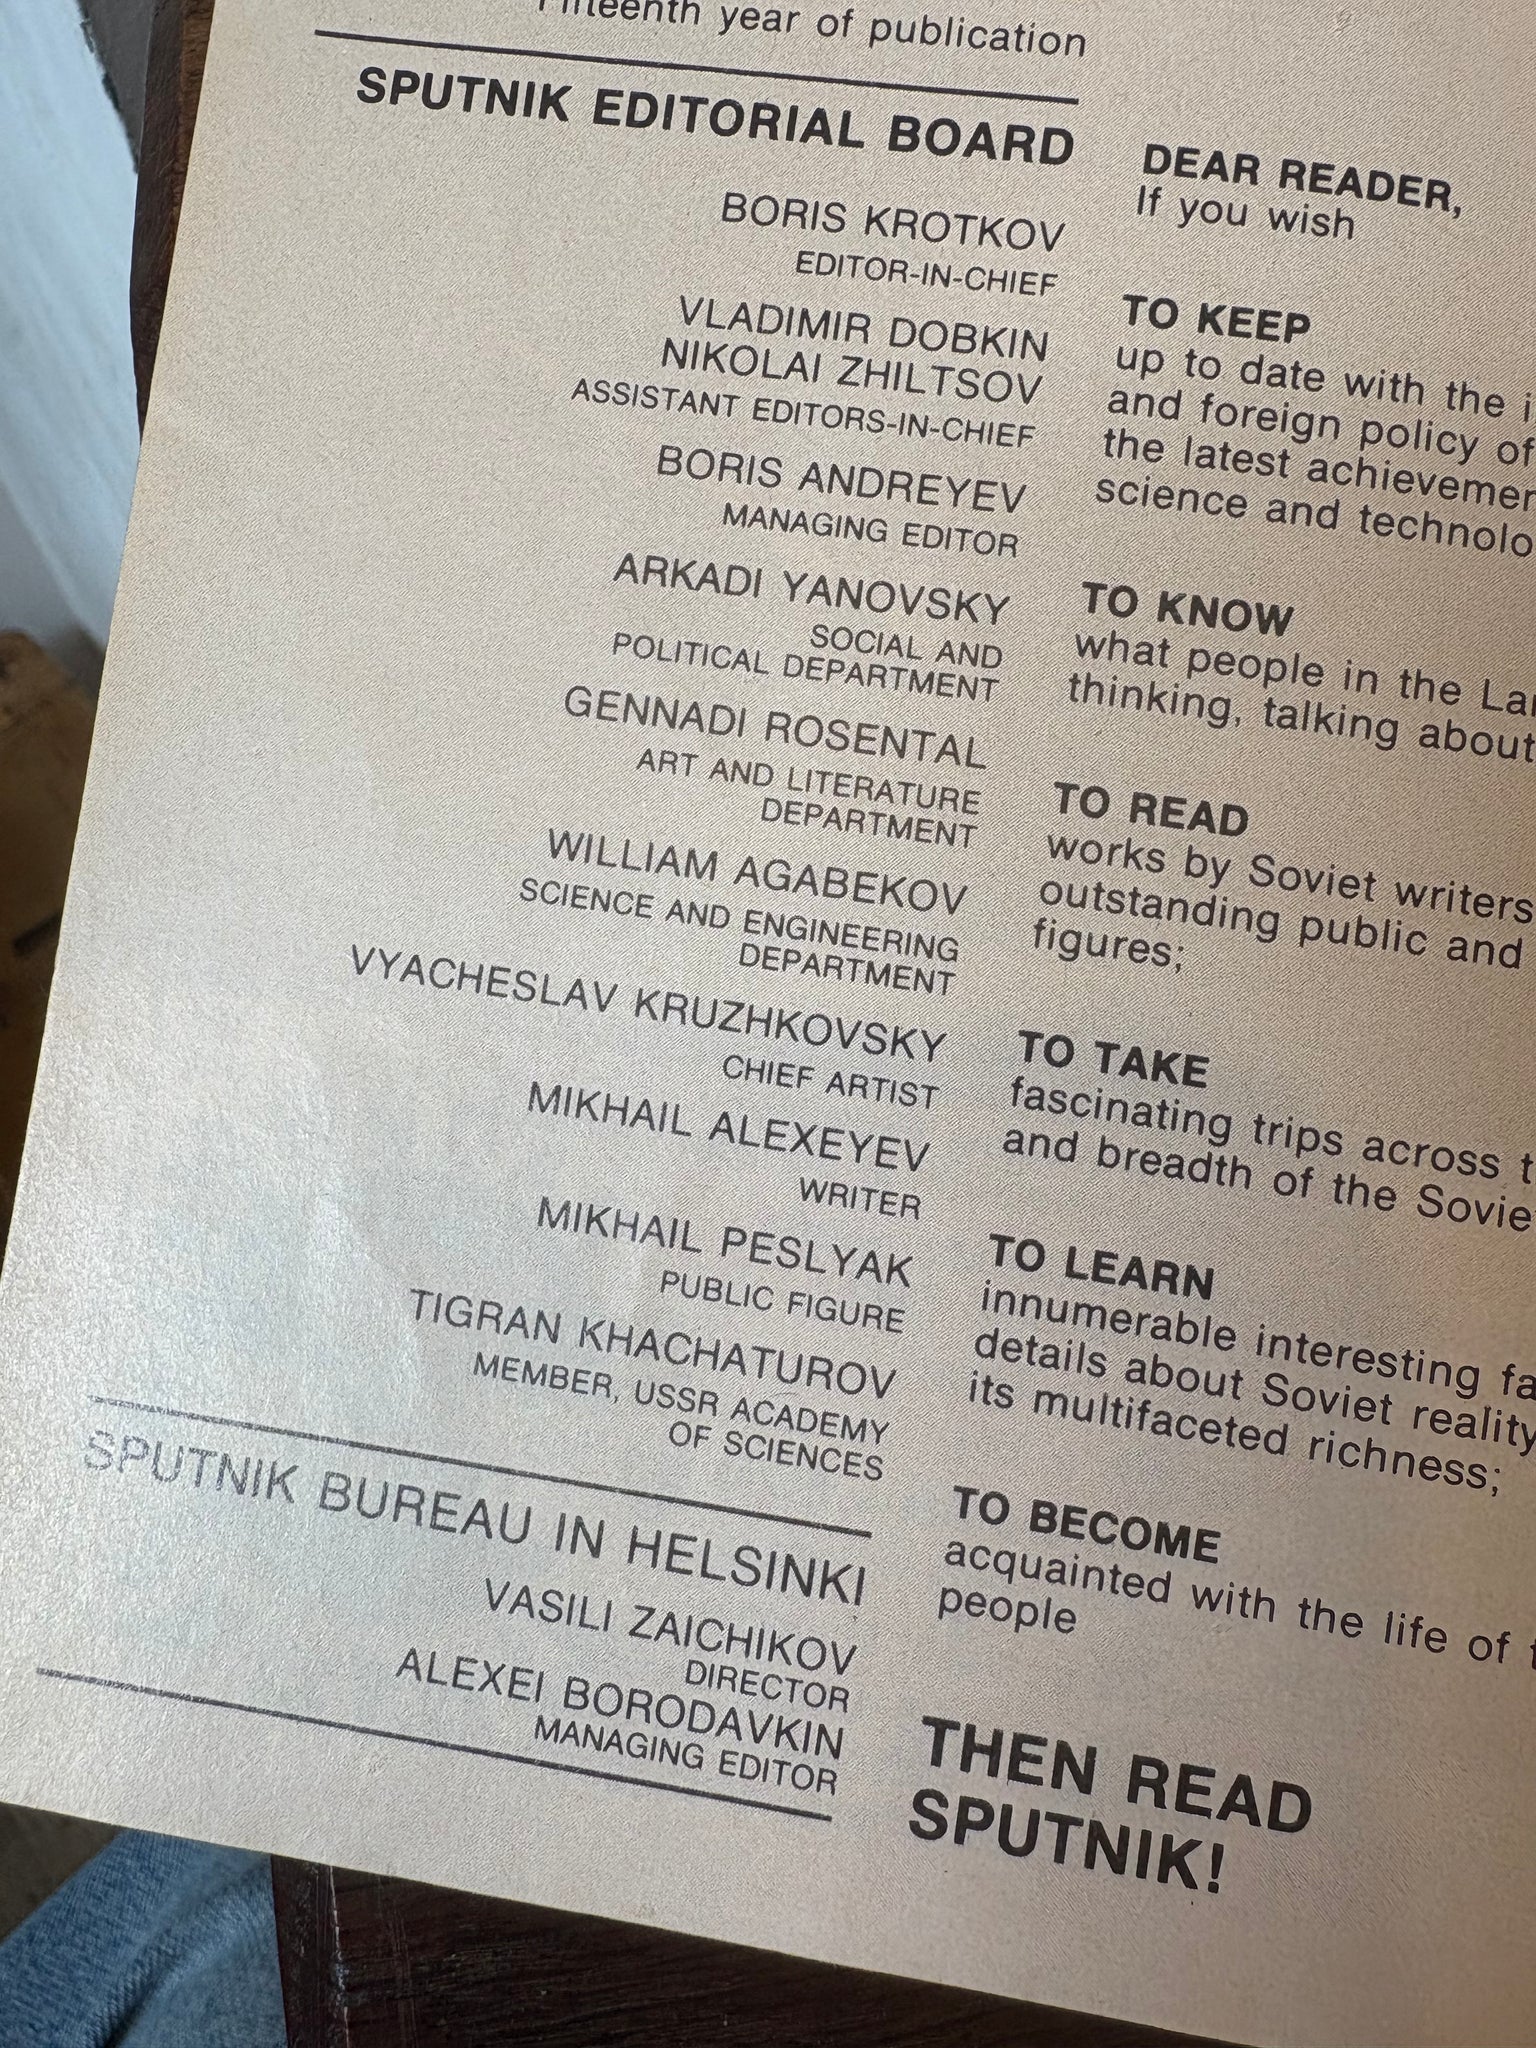 Fifteenth year of publication
SPUTNIK EDITORIAL BOARD
BORIS KROTKOV
EDITOR-IN-CHIEF
VLADIMIR DOBKIN
NIKOLAI ZHILTSOV
ASSISTANT EDITORS-IN-CHIEF
BORIS ANDREYEV
MANAGING EDITOR
ARKADI YANOVSKY
SOCIAL AND
POLITICAL DEPARTMENT
GENNADI ROSENTAL
ART AND LITERATURE
DEPARTMENT
WILLIAM AGABEKOV
SCIENCE AND ENGINEERING
DEPARTMENT
VYACHESLAV KRUZHKOVSKY
CHIEF ARTIST
MIKHAIL ALEXEYEV
WRITER
MIKHAIL PESLYAK
PUBLIC FIGURE
TIGRAN KHACHATUROV
MEMBER, USSR ACADEMY
OF SCIENCES
SPUTNIK BUREAU IN HELSINKI
VASILI ZAICHIKOV
DIRECTOR
ALEXEI BORODAVKIN
MANAGING EDITOR
DEAR READER,
If you wish
TO KEEP
up to date with the
and foreign policy of
the latest
science and
TO KNOW
what people in the
thinking, talking about
TO READ
works by Soviet writers
outstanding public and
figures;
TO TAKE
fascinating trips across
and breadth of the
TO LEARN
innumerable interesting
details about Soviet reality
its multifaceted richness;
TO BECOME
acquainted with the life of
people
THEN READ
SPUTNIK!